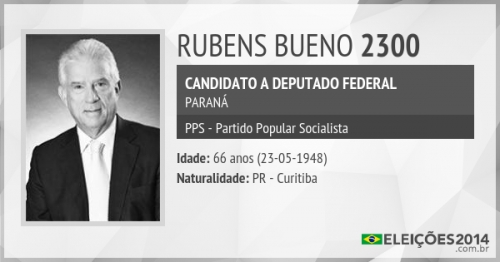 RUBENS BUENO 2300
CANDIDATO A DEPUTADO FEDERAL
PARANÁ
PPS - Partido Popular Socialista
Idade: 66 anos (23-05-1948)
Naturalidade: PR - Curitiba
ELEIÇÕES2014
.com.br